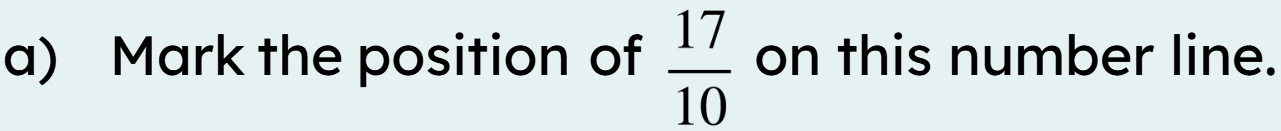 a) Mark the position of 17/10 on this number line.